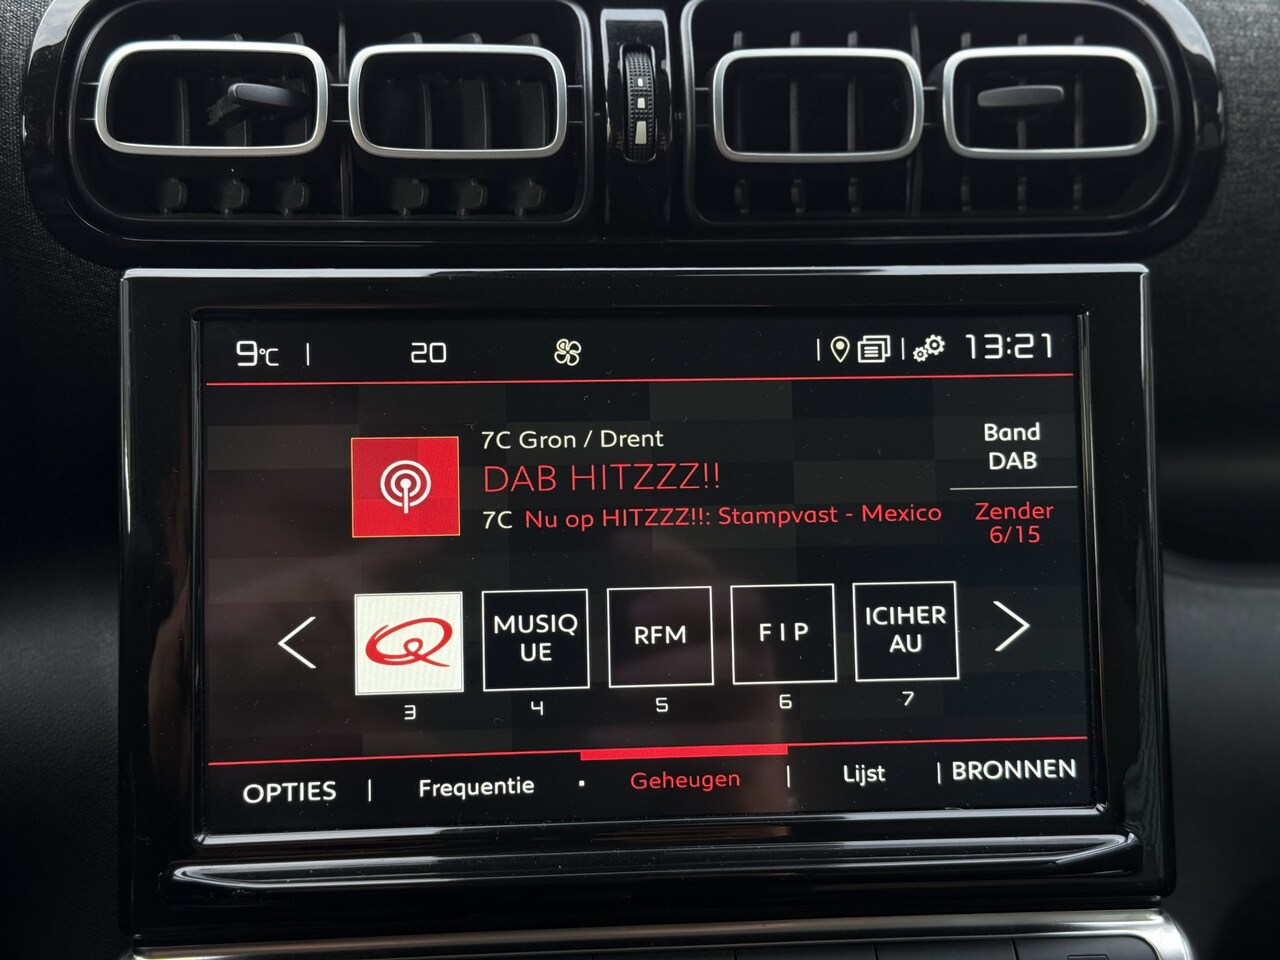 9°C | 20 | | 13:21
7C Gron / Drent
DAB HITZZZ!!
7C Nu op HITZZZ!!: Stampvast - Mexico
Band
DAB
Zender
6/15
Q
MUSIQ
UE
RFM
FIP
ICIHER
AU
3 4 5 6 7
OPTIES | Frequentie · Geheugen | Lijst | BRONNEN